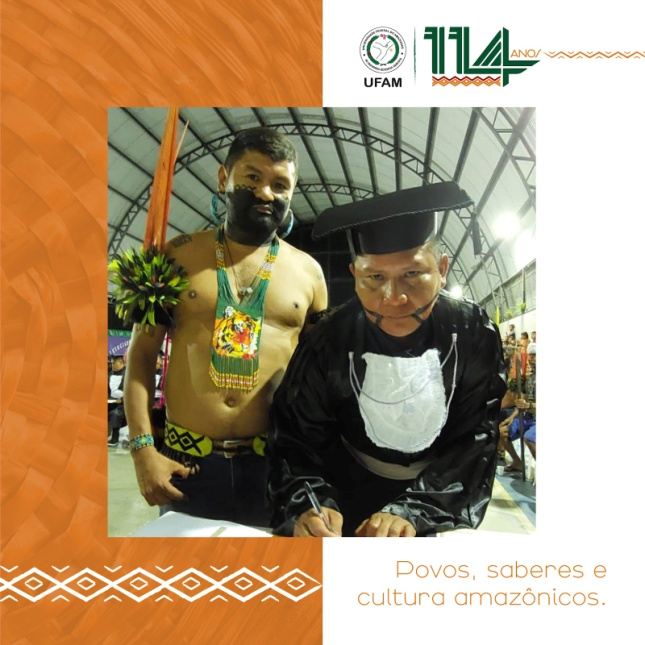 UFAM
114 ANOS
Povos, saberes e
cultura amazônicos.